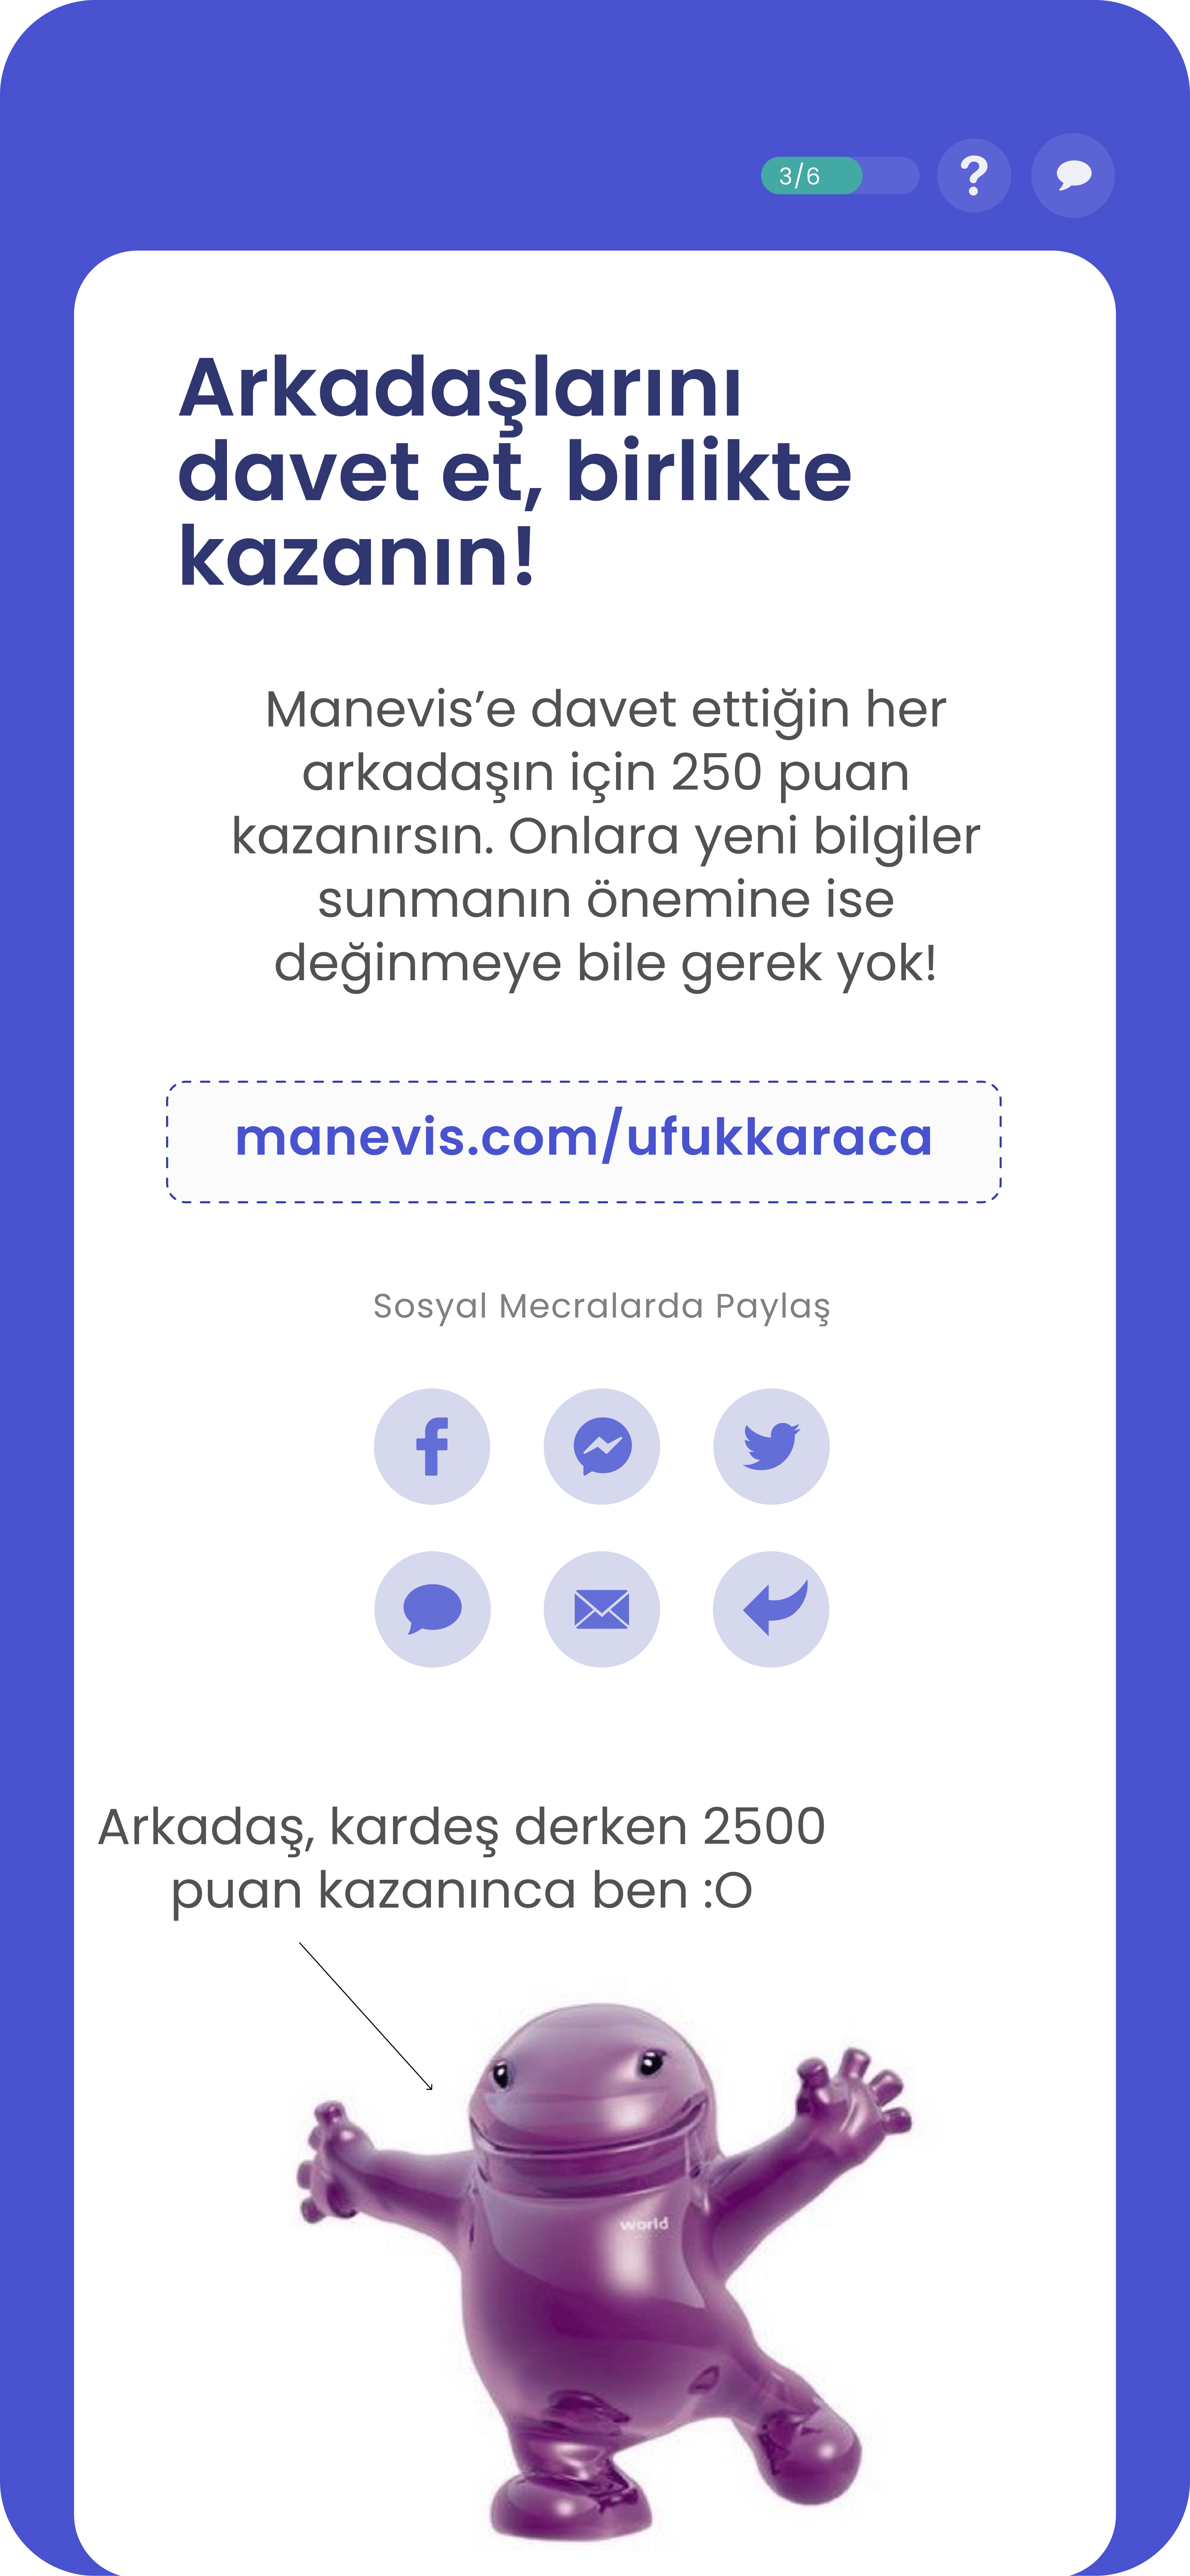 3/6
?
Arkadaşlarını
davet et, birlikte
kazanın!
Manevis’e davet ettiğin her
arkadaşın için 250 puan
kazanırsın. Onlara yeni bilgiler
sunmanın önemine ise
değinmeye bile gerek yok!
manevis.com/ufukkaraca
Sosyal Mecralarda Paylaş
Arkadaş, kardeş derken 2500
puan kazanınca ben :O
world